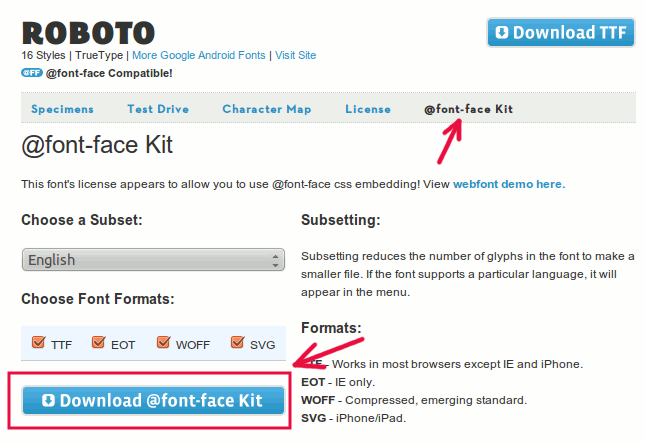 ROBOTO
Download TTF
16 Styles | TrueType | More Google Android Fonts | Visit Site
@FF @font-face Compatible!
Specimens Test Drive Character Map License @font-face Kit
@font-face Kit
This font's license appears to allow you to use @font-face css embedding! View webfont demo here.
Choose a Subset:
English
Choose Font Formats:
TTF EOT WOFF SVG
Download @font-face Kit
Subsetting:
Subsetting reduces the number of glyphs in the font to make a
smaller file. If the font supports a particular language, it will
appear in the menu.
Formats:
- Works in most browsers except IE and iPhone.
EOT - IE only.
WOFF - Compressed, emerging standard.
SVG - iPhone/iPad.